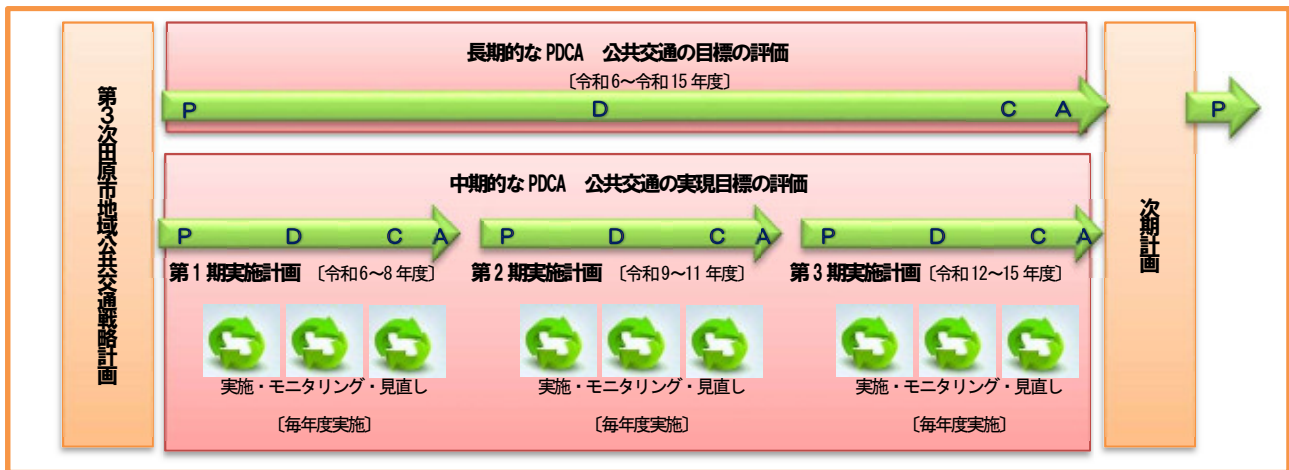 第３次田原市地域公共交通戦略計画
長期的なPDCA　公共交通の目標の評価
〔令和6～令和15年度〕
P D C A
中期的なPDCA　公共交通の実現目標の評価
P D C A
第1期実施計画　〔令和6～8年度〕
実施・モニタリング・見直し
〔毎年度実施〕
P D C A
第2期実施計画　〔令和9～11年度〕
実施・モニタリング・見直し
〔毎年度実施〕
P D C A
第3期実施計画　〔令和12～15年度〕
実施・モニタリング・見直し
〔毎年度実施〕
次期計画
P